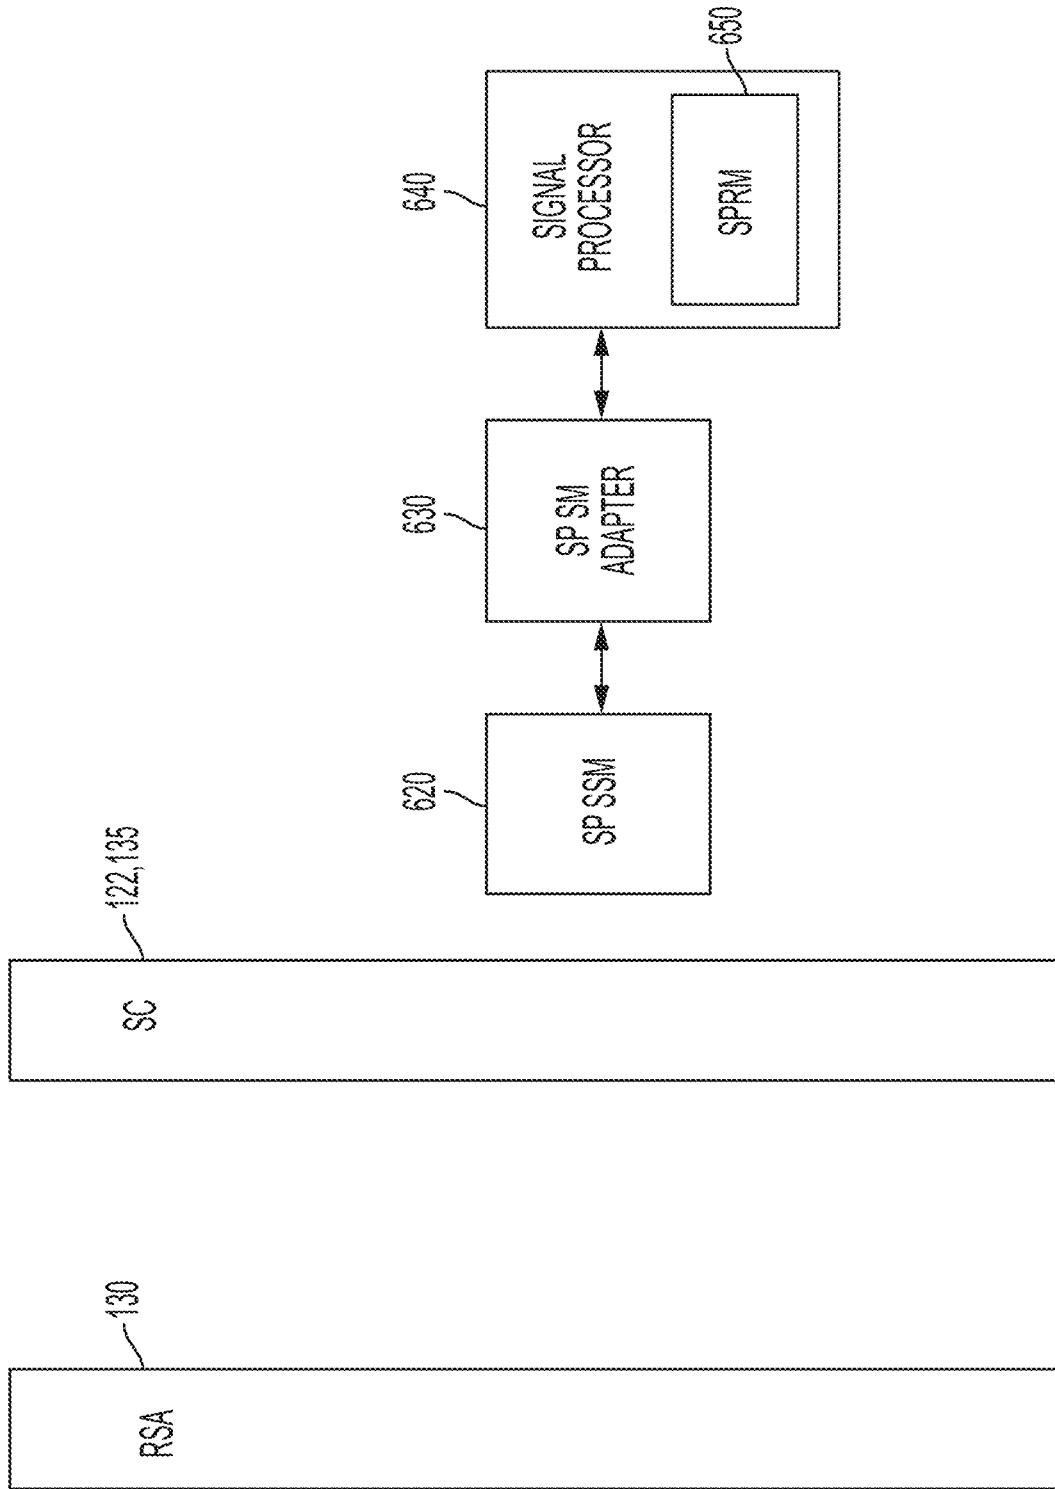 RSA
130
SC
122,135
620
SP SSM
630
SP SM
ADAPTER
640
SIGNAL
PROCESSOR
SPRM
650